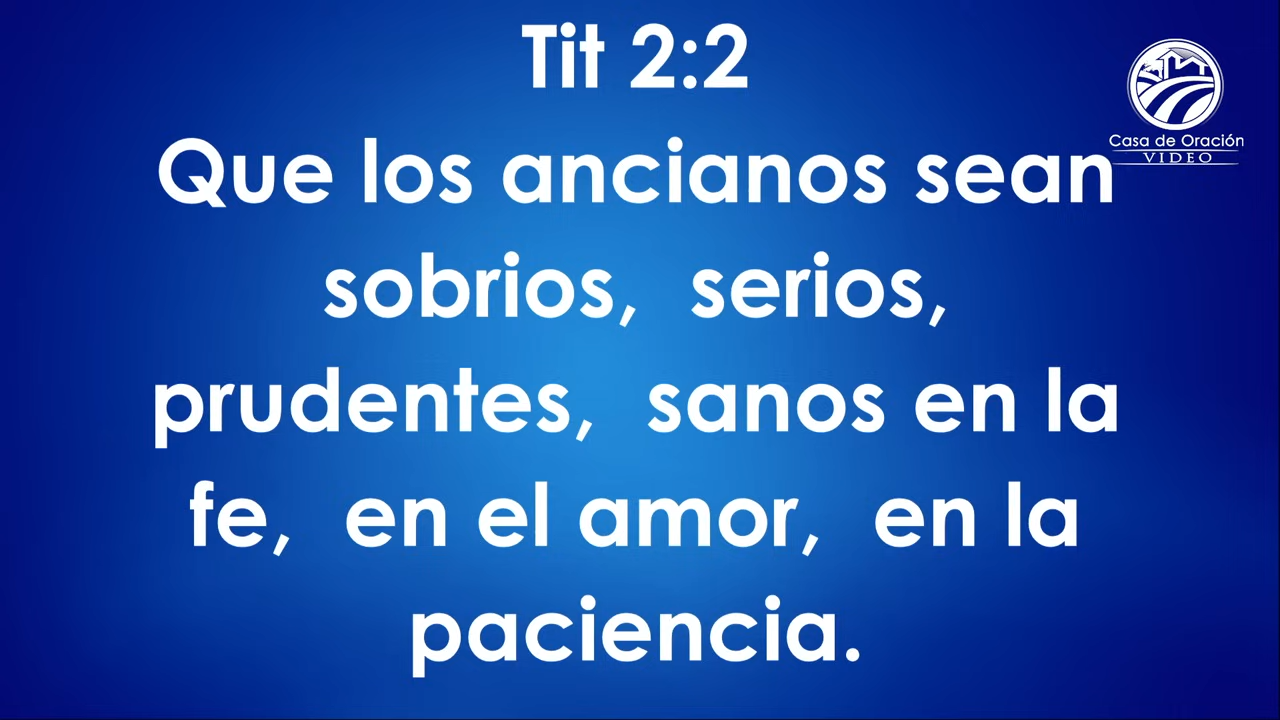 Tit 2:2
Casa de Oración
VIDEO
Que los ancianos sean
sobrios, serios,
prudentes, sanos en la
fe, en el amor, en la
paciencia.